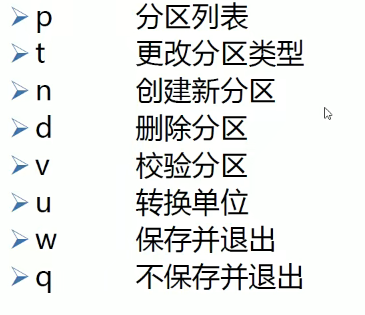 p 分区列表
t 更改分区类型
n 创建新分区
d 删除分区
v 校验分区
u 转换单位
w 保存并退出
q 不保存并退出